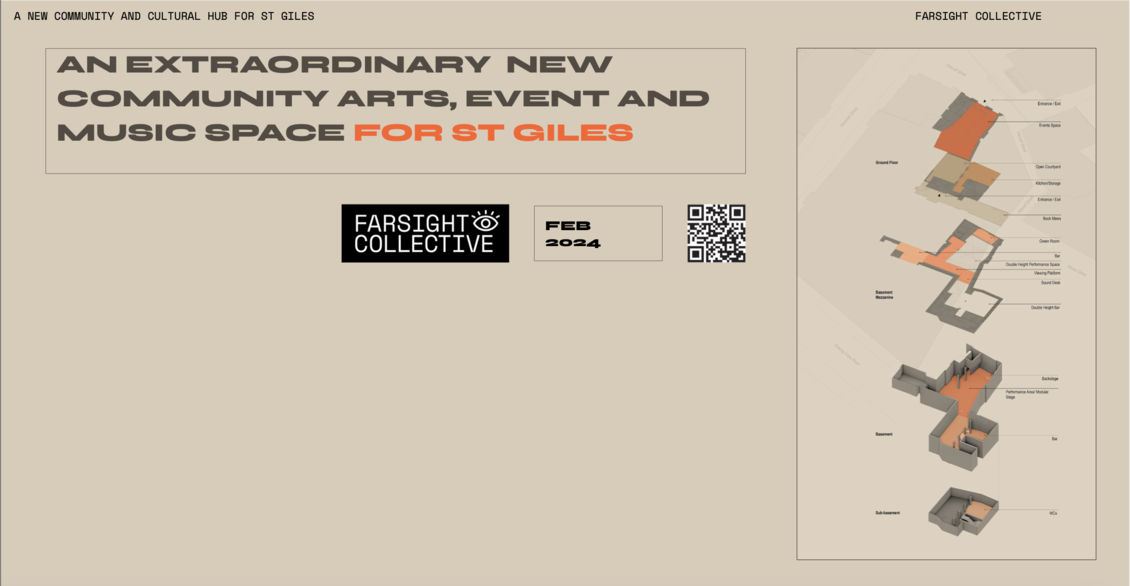 A NEW COMMUNITY AND CULTURAL HUB FOR ST GILES
FARSIGHT COLLECTIVE
AN EXTRAORDINARY NEW
COMMUNITY ARTS, EVENT AND
MUSIC SPACE FOR ST GILES
FARSIGHT
COLLECTIVE
FEB
2024
Entrance / Exit
Events Space
Ground Floor
Open Courtyard
Kitchen/Storage
Entrance / Exit
Book Mews
Green Room
Bar
Double Height Performance Space
Viewing Platform
Sound Desk
Basement
Mezzanine
Double Height Bar
Backstage
Performance Area/ Modular
Stage
Basement
Bar
Sub-basement
WCs